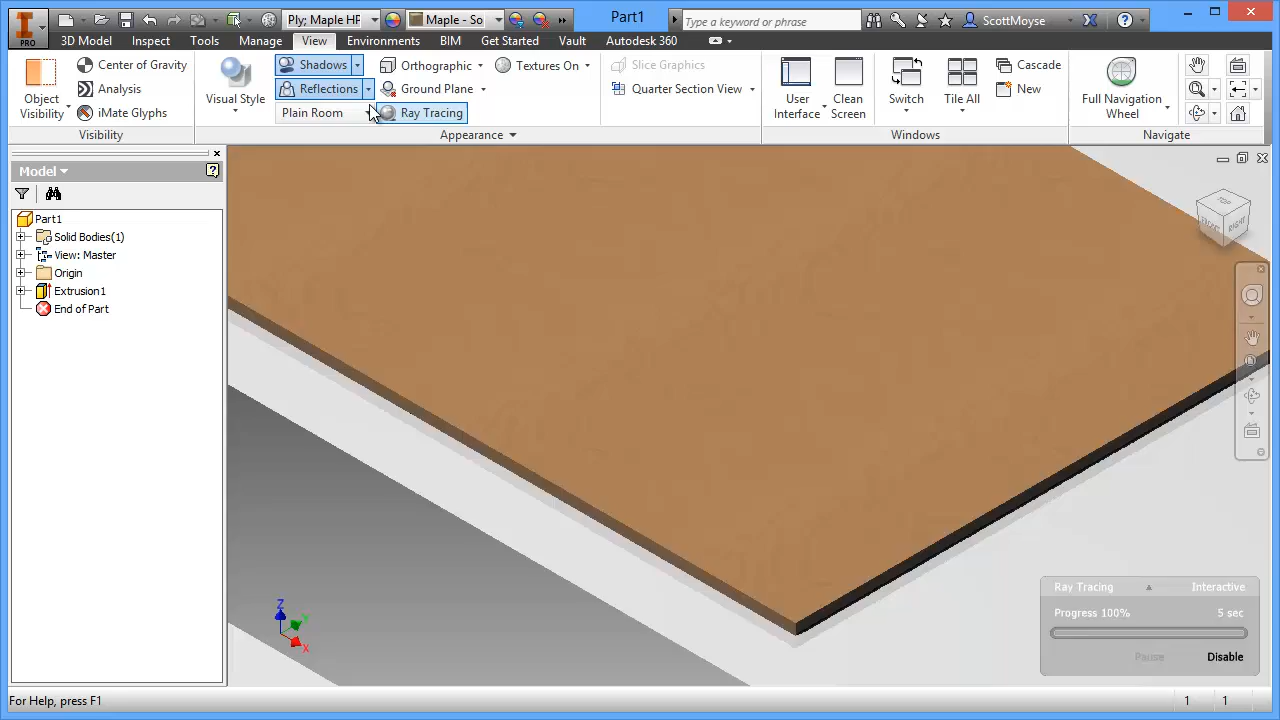 PRO
Ply; Maple HF
Maple - So
Part1
Type a keyword or phrase
ScottMoyse
3D Model
Inspect
Tools
Manage
View
Environments
BIM
Get Started
Vault
Autodesk 360
Object Visibility
Center of Gravity
Analysis
iMate Glyphs
Visibility
Visual Style
Shadows
Reflections
Plain Room
Orthographic
Ground Plane
Ray Tracing
Textures On
Appearance
Slice Graphics
Quarter Section View
User Interface
Clean Screen
Switch
Tile All
Cascade
New
Windows
Full Navigation Wheel
Navigate
Model
Part1
Solid Bodies(1)
View: Master
Origin
Extrusion1
End of Part
TOP
FRONT
RIGHT
Z
Y
X
Ray Tracing
Interactive
Progress 100%
5 sec
Pause
Disable
For Help, press F1
1
1